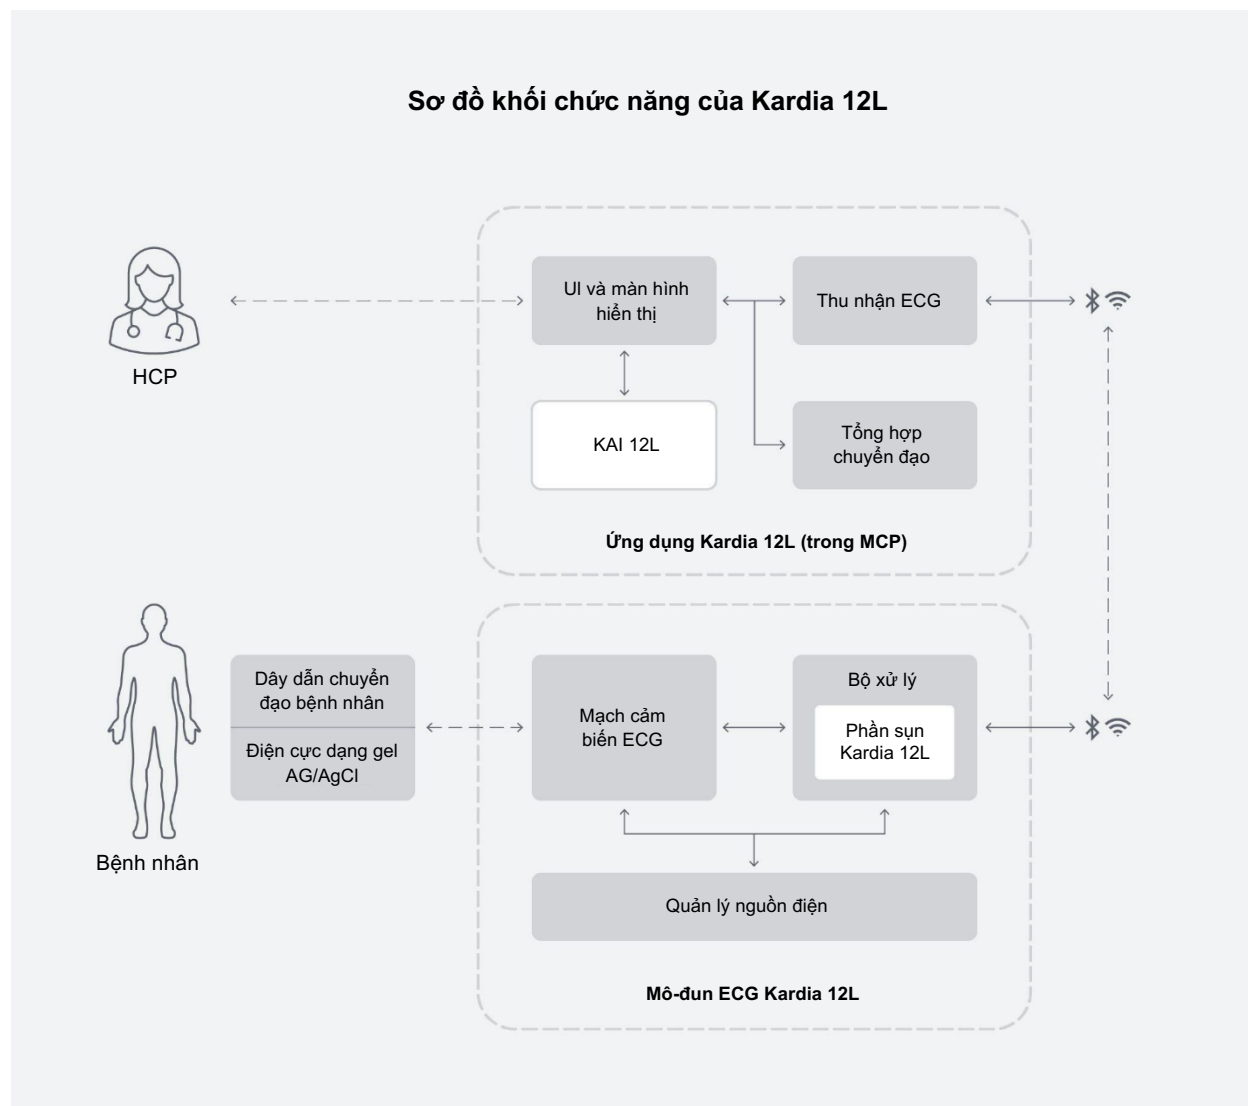 Sơ đồ khối chức năng của Kardia 12L
UI và màn hình
hiển thị
Thu nhận ECG
HCP
KAI 12L
Tổng hợp
chuyển đạo
Ứng dụng Kardia 12L (trong MCP)
Dây dẫn chuyển
đạo bệnh nhân
Điện cực dạng gel
AG/AgCl
Mạch cảm
biến ECG
Bộ xử lý
Phần sụn
Kardia 12L
Bệnh nhân
Quản lý nguồn điện
Mô-đun ECG Kardia 12L